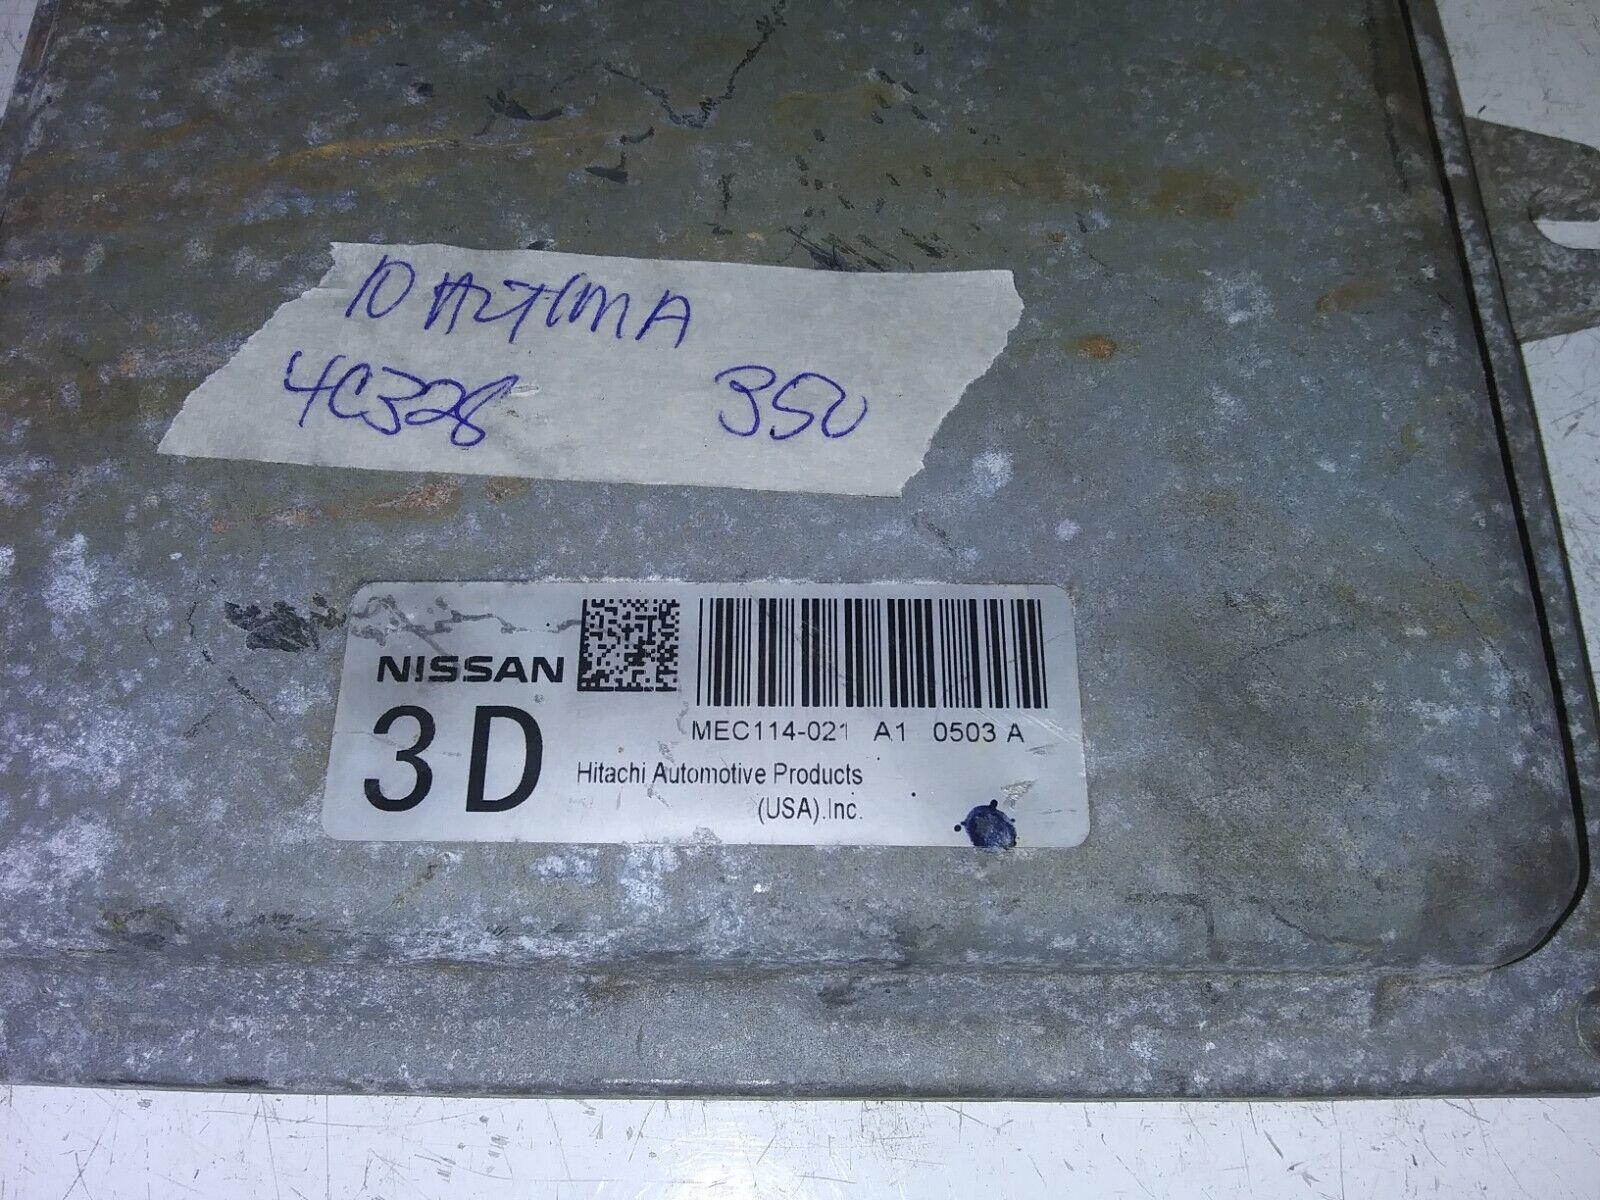 10 ALTIMA
4C328 350
NISSAN
MEC114-021 A1 0503 A
3D
Hitachi Automotive Products
(USA).Inc.